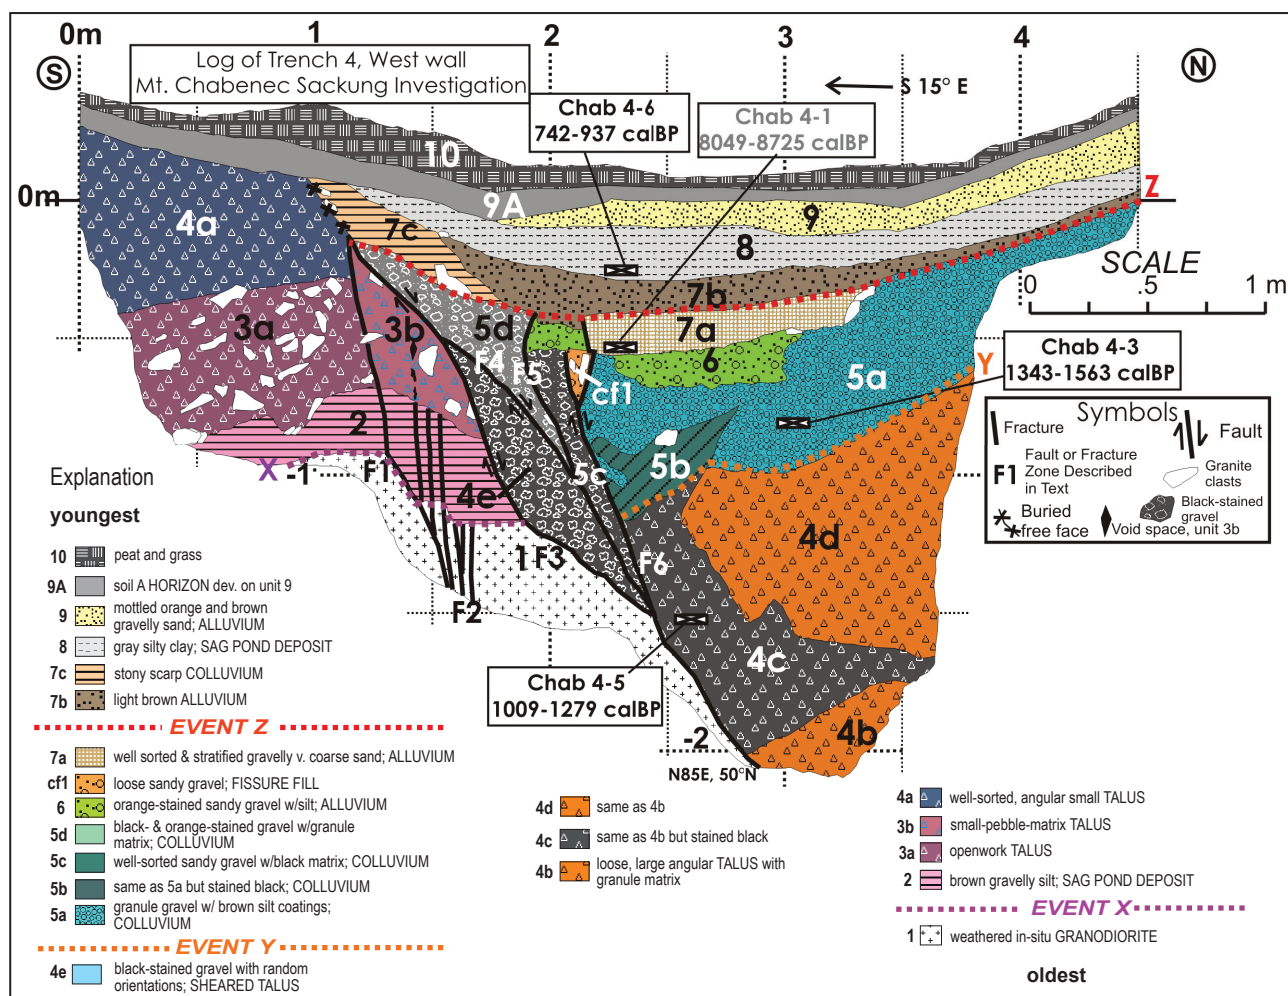 0m 1 2 3 4
S
Log of Trench 4, West wall
Mt. Chabenec Sackung Investigation
S 15° E
N
Chab 4-6
742-937 calBP
Chab 4-1
8049-8725 calBP
10
0m
4a
9A
9
Z
7c
8
SCALE
7b
0 .5 1 m
3a
3b
5d
7a
F4
F5
6
cf1
5a
Y
Chab 4-3
1343-1563 calBP
2
X
-1
F1
4e
5c
5b
4d
1
F3
F6
F2
4c
Chab 4-5
1009-1279 calBP
-2
4b
N85E, 50°N
Symbols
Fracture
Fault
F1
Fault or Fracture
Zone Described
in Text
Granite
clasts
Buried
free face
Black-stained
gravel
Void space, unit 3b
Explanation
youngest
10 peat and grass
9A soil A HORIZON dev. on unit 9
9 mottled orange and brown
gravelly sand; ALLUVIUM
8 gray silty clay; SAG POND DEPOSIT
7c stony scarp COLLUVIUM
7b light brown ALLUVIUM
EVENT Z
7a well sorted & stratified gravelly v. coarse sand; ALLUVIUM
cf1 loose sandy gravel; FISSURE FILL
6 orange-stained sandy gravel w/silt; ALLUVIUM
5d black- & orange-stained gravel w/granule
matrix; COLLUVIUM
5c well-sorted sandy gravel w/black matrix; COLLUVIUM
5b same as 5a but stained black; COLLUVIUM
5a granule gravel w/ brown silt coatings;
COLLUVIUM
EVENT Y
4e black-stained gravel with random
orientations; SHEARED TALUS
4d same as 4b
4c same as 4b but stained black
4b loose, large angular TALUS with
granule matrix
4a well-sorted, angular small TALUS
3b small-pebble-matrix TALUS
3a openwork TALUS
2 brown gravelly silt; SAG POND DEPOSIT
EVENT X
1 weathered in-situ GRANODIORITE
oldest